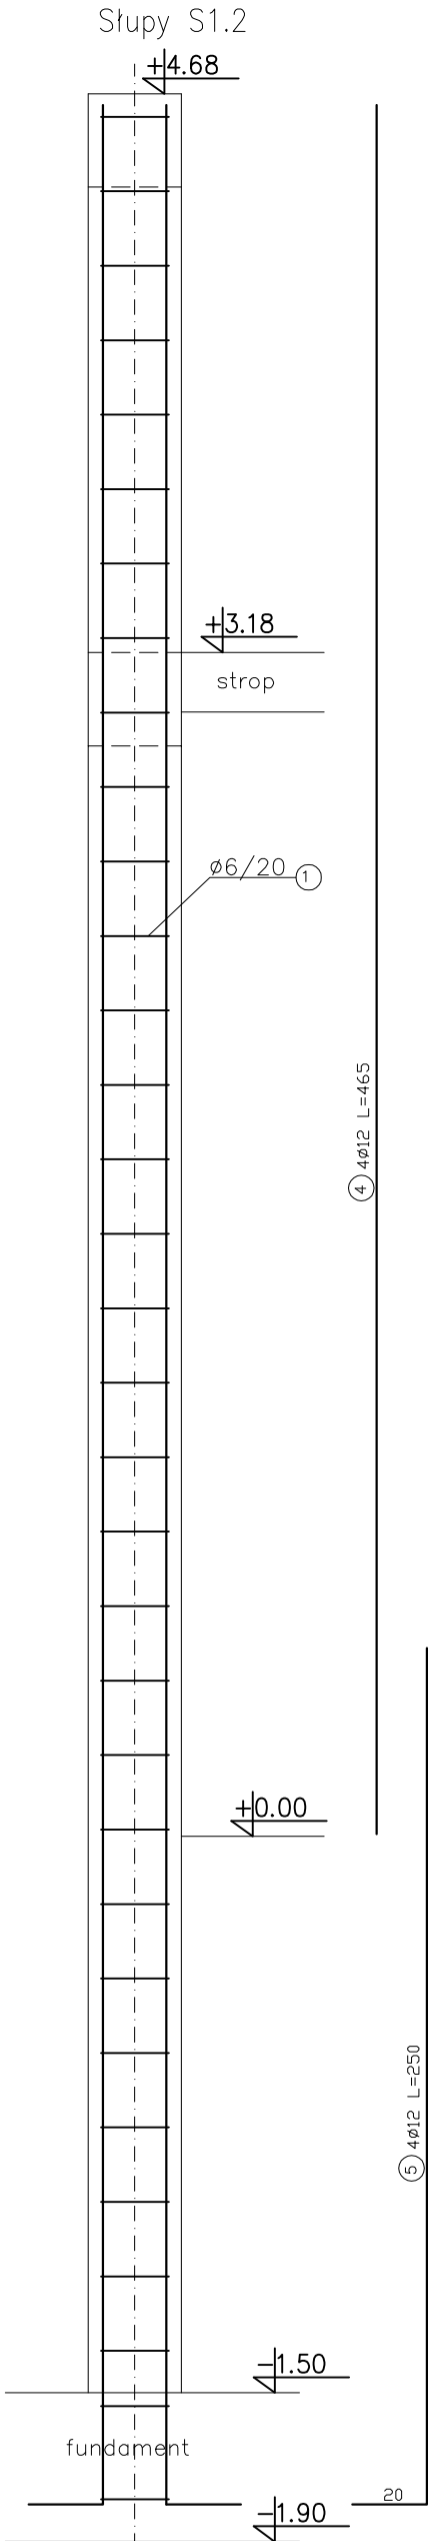 Słupy S1.2
+4.68
+3.18
strop
ø6/20 1
4 4ø12 L=465
+0.00
5 4ø12 L=250
-1.50
fundament
20
-1.90